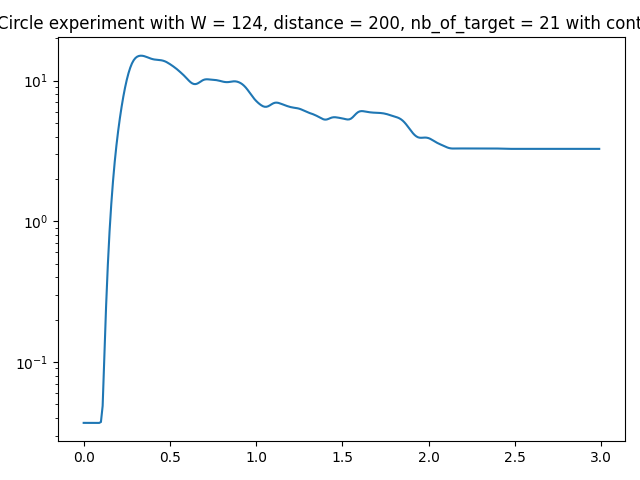 Circle experiment with W = 124, distance = 200, nb_of_target = 21 with cont
10¹
10⁰
10⁻¹
0.0 0.5 1.0 1.5 2.0 2.5 3.0